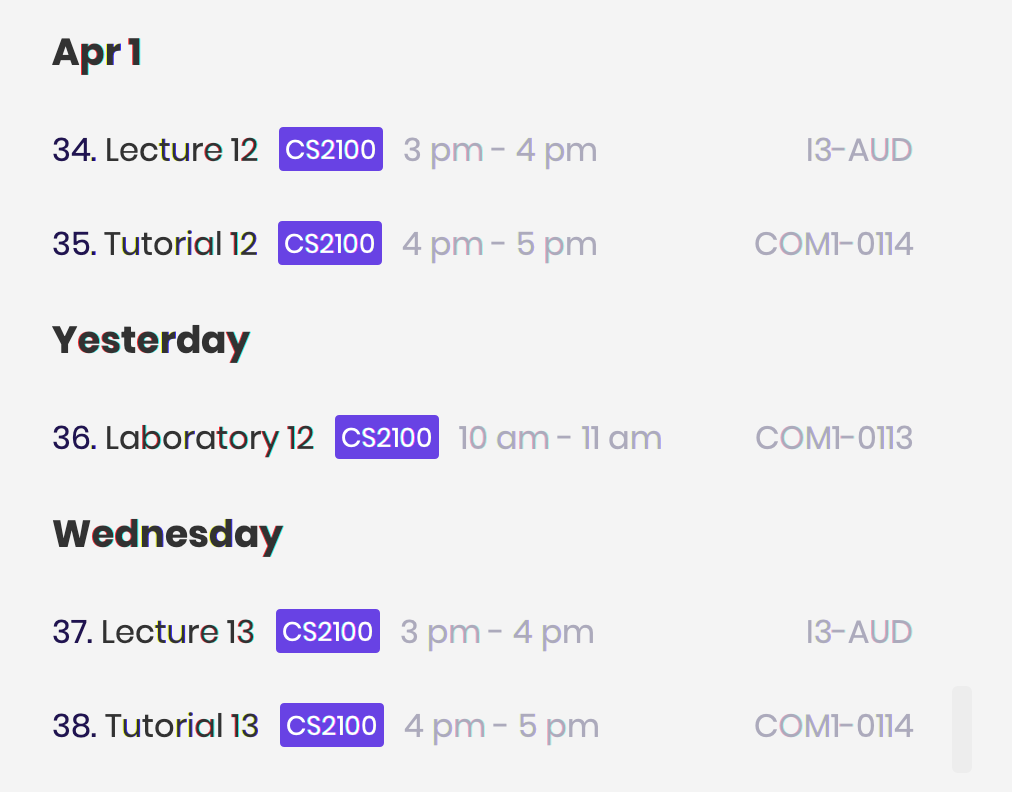 Apr 1
34. Lecture 12 CS2100 3 pm - 4 pm I3-AUD
35. Tutorial 12 CS2100 4 pm - 5 pm COM1-0114
Yesterday
36. Laboratory 12 CS2100 10 am - 11 am COM1-0113
Wednesday
37. Lecture 13 CS2100 3 pm - 4 pm I3-AUD
38. Tutorial 13 CS2100 4 pm - 5 pm COM1-0114